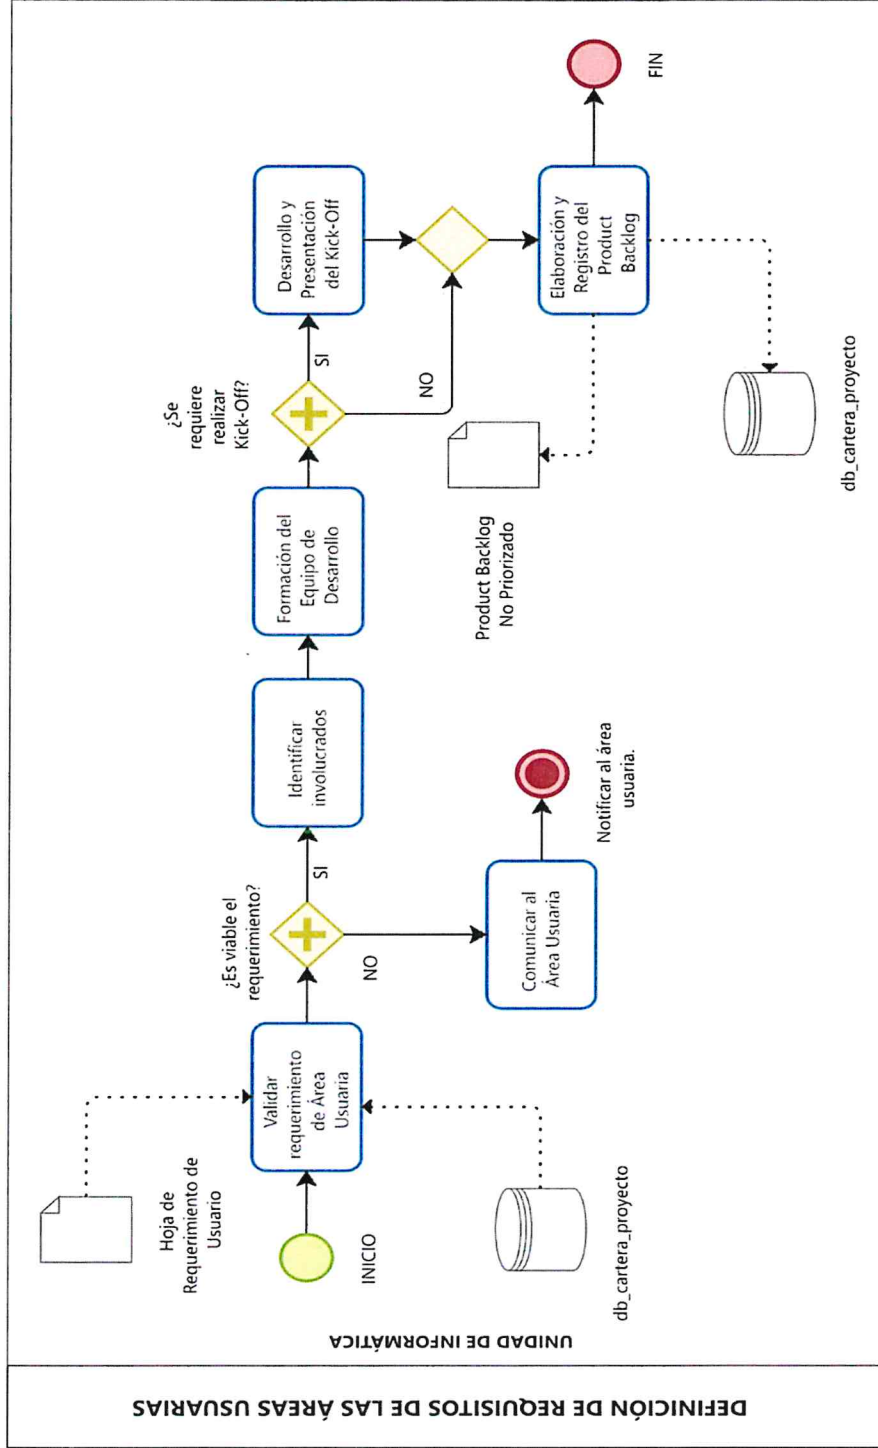 DEFINICIÓN DE REQUISITOS DE LAS ÁREAS USUARIAS
UNIDAD DE INFORMÁTICA
Hoja de
Requerimiento de
Usuario
INICIO
db_cartera_proyecto
Validar
requerimiento
de Área
Usuaria
¿Es viable el
requerimiento?
SI
NO
Comunicar al
Área Usuaria
Notificar al área
usuaria.
Identificar
involucrados
Formación del
Equipo de
Desarrollo
¿Se
requiere
realizar
Kick-Off?
SI
NO
Desarrollo y
Presentación
del Kick-Off
Product Backlog
No Priorizado
Elaboración y
Registro del
Product
Backlog
db_cartera_proyecto
FIN